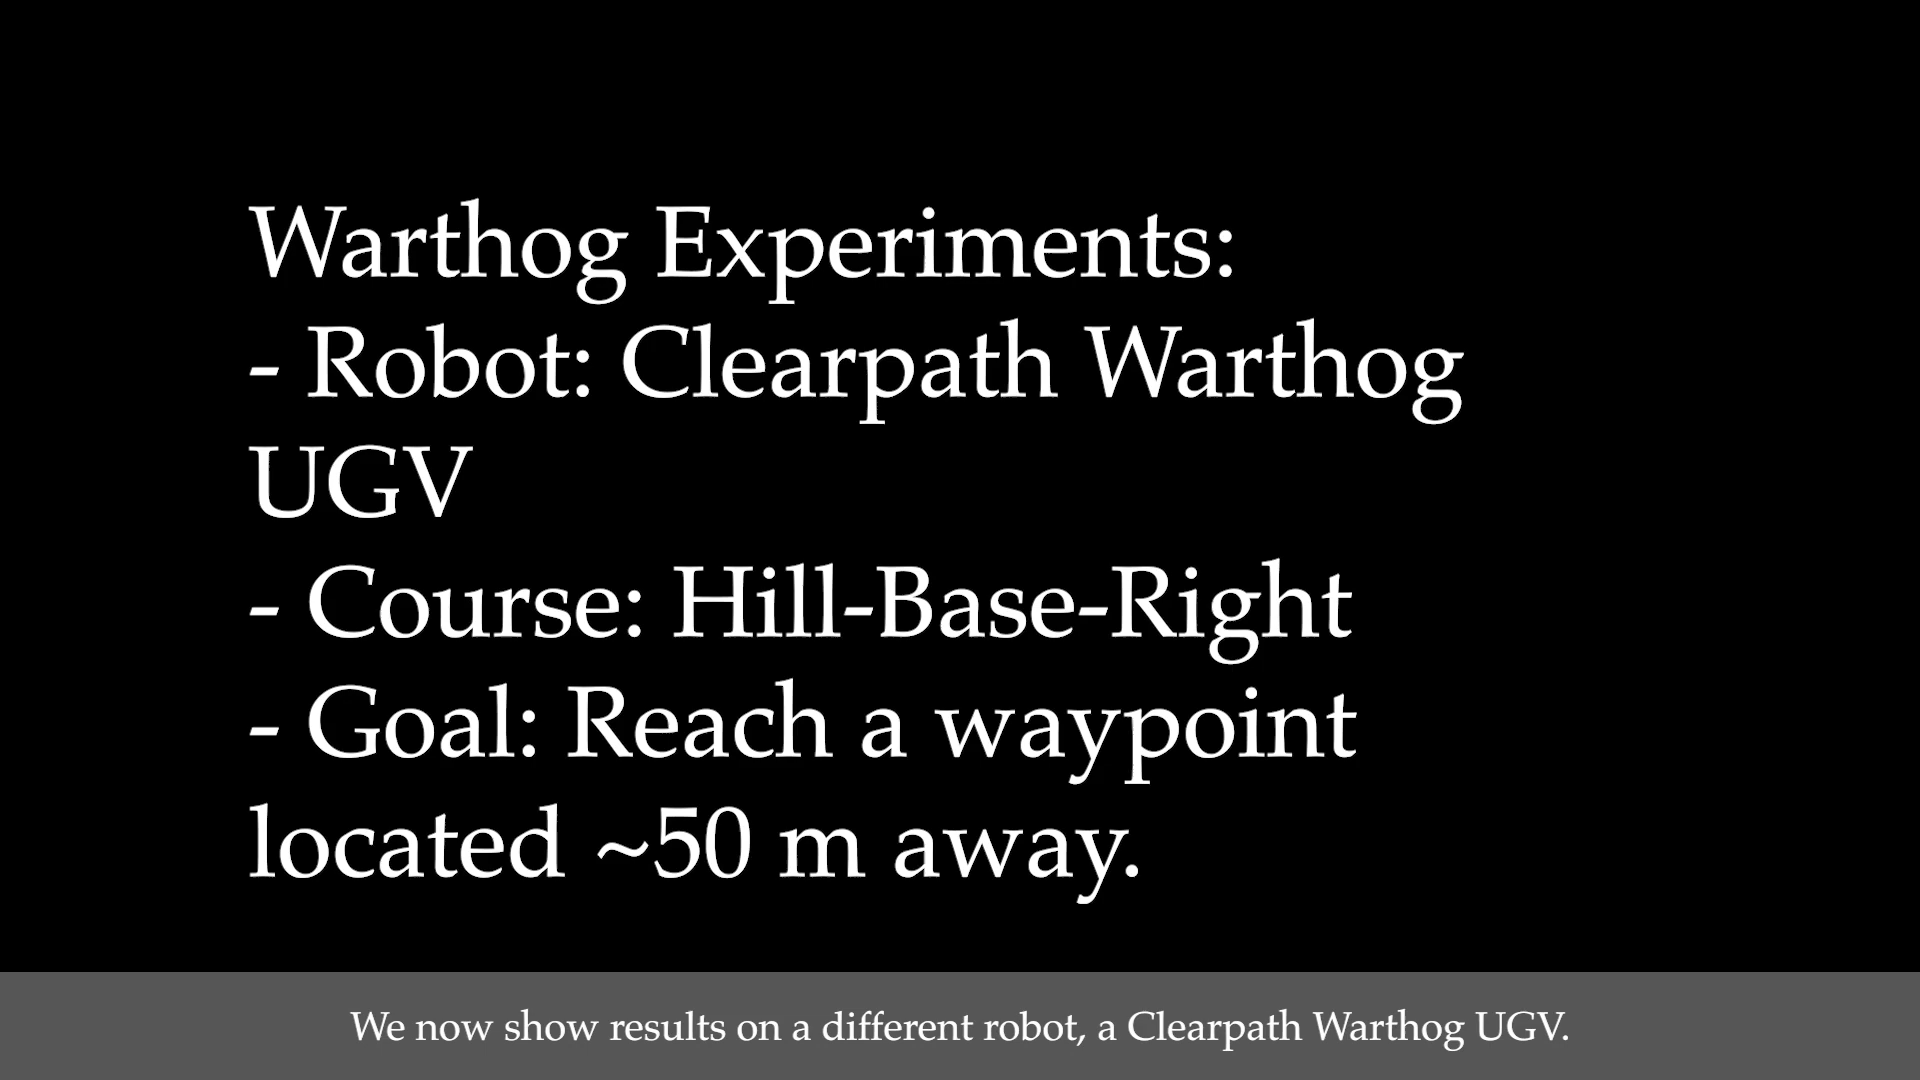 Warthog Experiments:
- Robot: Clearpath Warthog
UGV
- Course: Hill-Base-Right
- Goal: Reach a waypoint
located ~50 m away.
We now show results on a different robot, a Clearpath Warthog UGV.